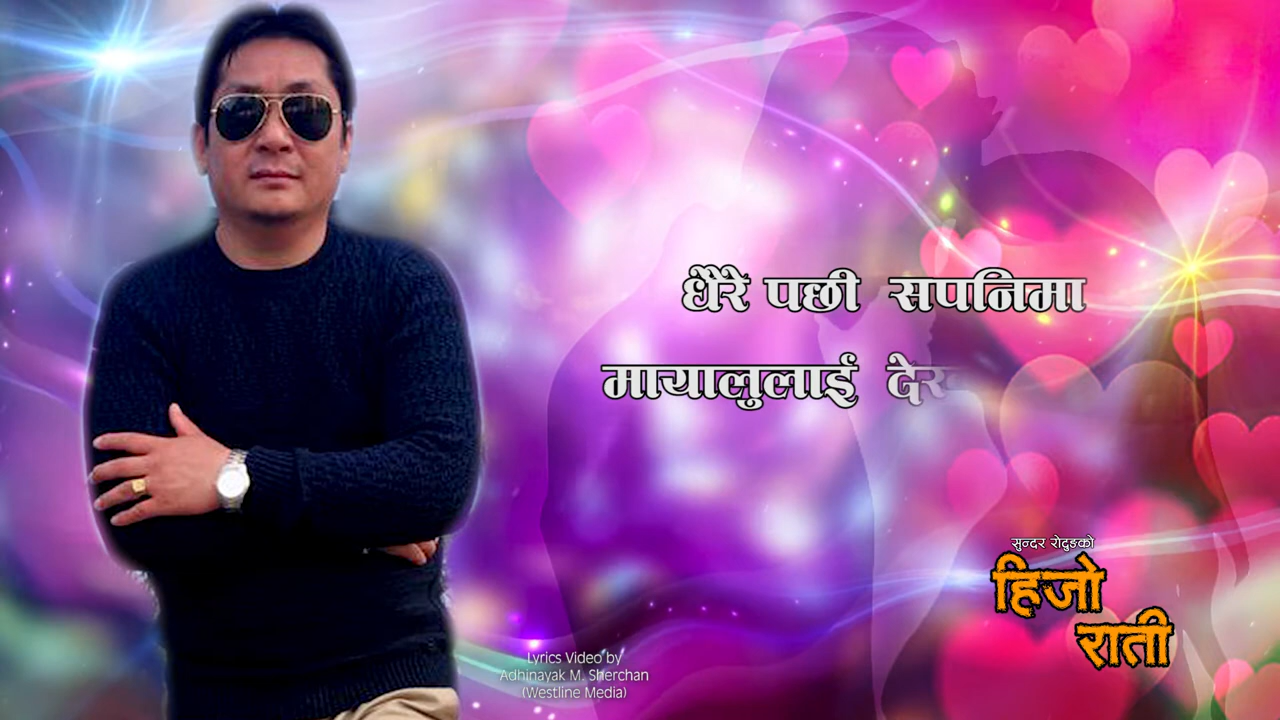 धेरै पछी सपनिमा
मायालुलाई
सुन्दर रोदुङको
हिजो
राती
Lyrics Video by
Adhinayak M. Sherchan
(Westline Media)